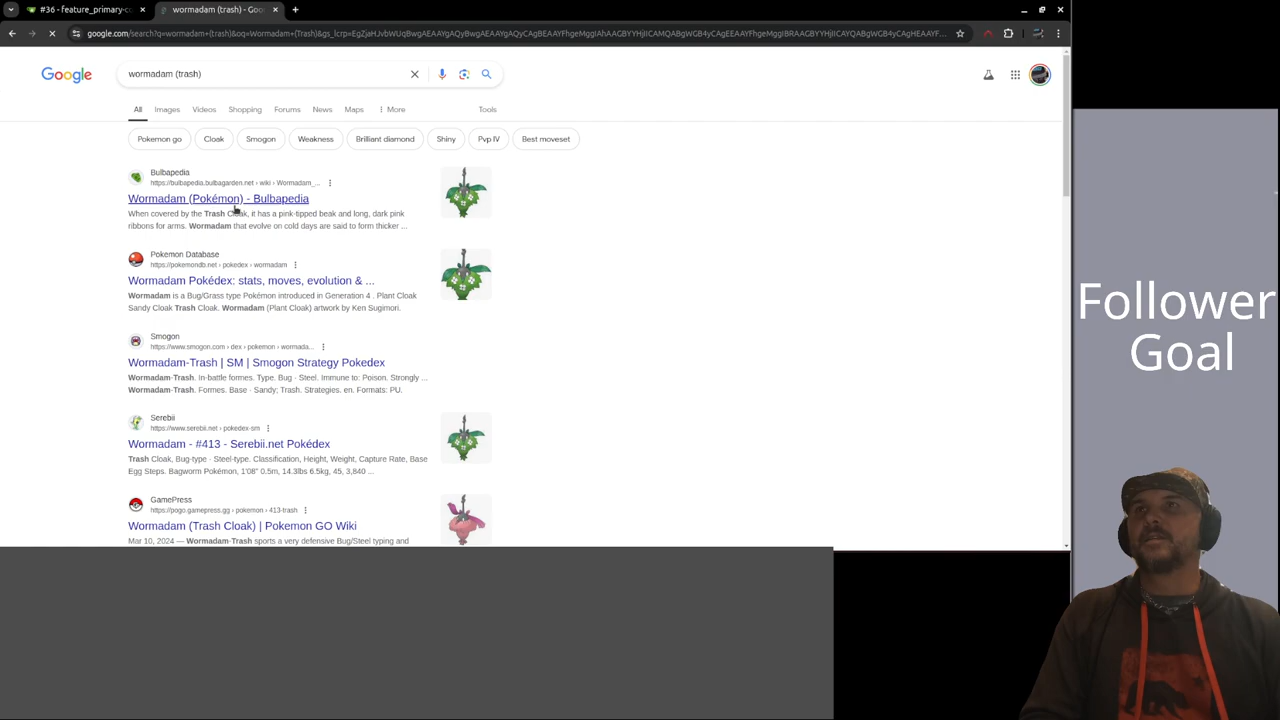 #36 - feature_primary-c
wormadam (trash) - Goo
google.com/search?q=wormadam+(trash)&oq=Wormadam+(Trash)&gs_lcrp=
Google
wormadam (trash)
All Images Videos Shopping Forums News Maps More Tools
Pokemon go Cloak Smogon Weakness Brilliant diamond Shiny Pvp IV Best moveset
Bulbapedia
https://bulbapedia.bulbagarden.net › wiki › Wormadam_...
Wormadam (Pokémon) - Bulbapedia
When covered by the Trash Cloak, it has a pink-tipped beak and long, dark pink
ribbons for arms. Wormadam that evolve on cold days are said to form thicker ...
Pokemon Database
https://pokemondb.net › pokedex › wormadam
Wormadam Pokédex: stats, moves, evolution & ...
Wormadam is a Bug/Grass type Pokémon introduced in Generation 4 . Plant Cloak
Sandy Cloak Trash Cloak. Wormadam (Plant Cloak) artwork by Ken Sugimori.
Smogon
https://www.smogon.com › dex › pokemon › wormada...
Wormadam-Trash | SM | Smogon Strategy Pokedex
Wormadam-Trash. In-battle formes. Type. Bug · Steel. Immune to: Poison. Strongly ...
Wormadam-Trash. Formes. Base · Sandy; Trash. Strategies. en. Formats: PU.
Serebii
https://www.serebii.net › pokedex-sm
Wormadam - #413 - Serebii.net Pokédex
Trash Cloak, Bug-type · Steel-type. Classification, Height, Weight, Capture Rate, Base
Egg Steps. Bagworm Pokémon, 1'08" 0.5m, 14.3lbs 6.5kg, 45, 3,840 ...
GamePress
https://pogo.gamepress.gg › pokemon › 413-trash
Wormadam (Trash Cloak) | Pokemon GO Wiki
Mar 10, 2024 — Wormadam-Trash sports a very defensive Bug/Steel typing and
Follower
Goal